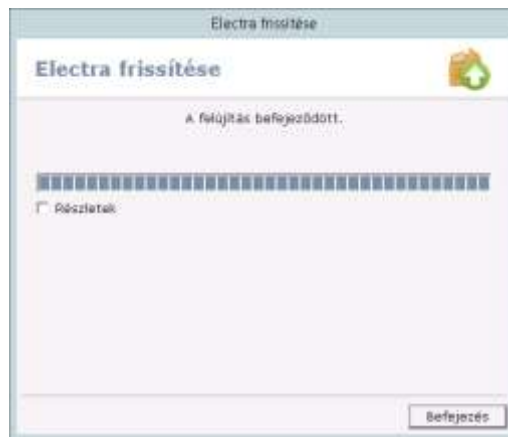 Electra frissítése
Electra frissítése
A felújítás befejeződött.
Részletek
Befejezés